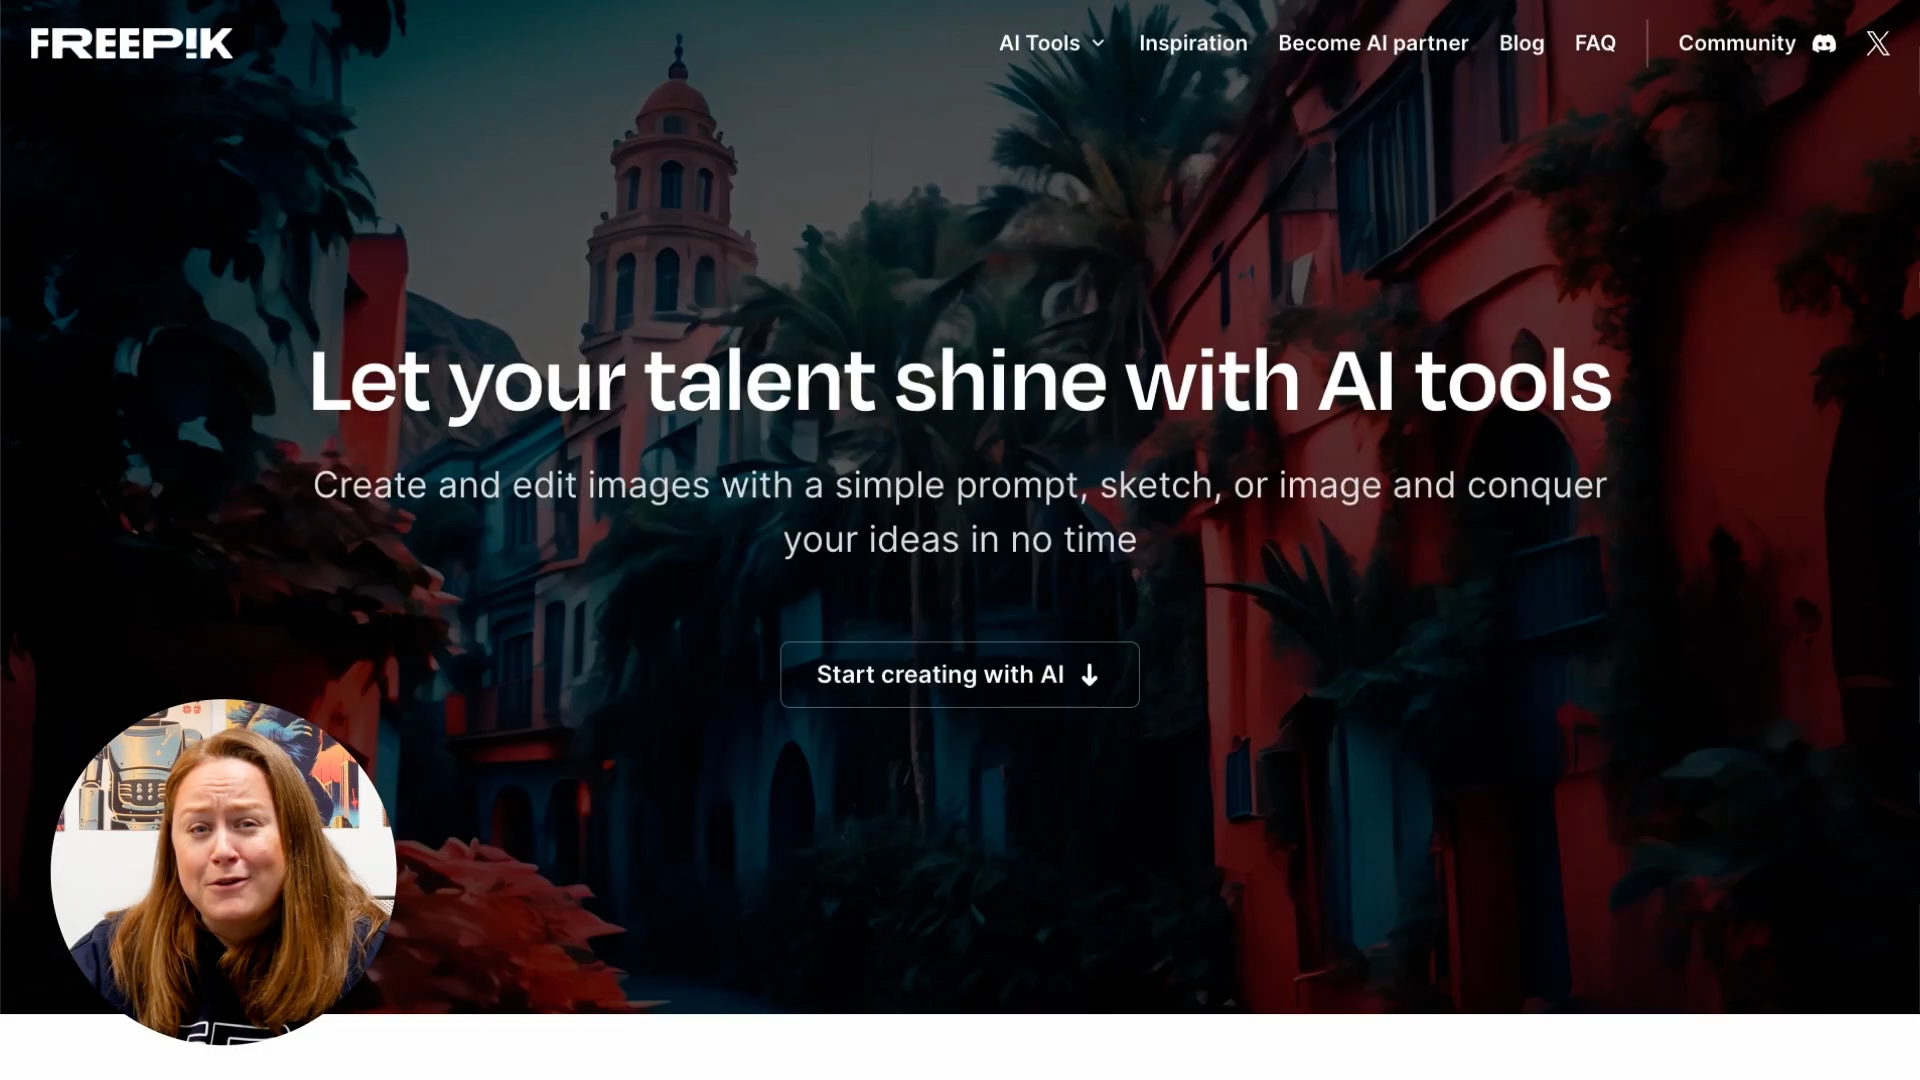 FREEP!K
AI Tools
Inspiration
Become AI partner
Blog
FAQ
Community
Let your talent shine with AI tools
Create and edit images with a simple prompt, sketch, or image and conquer
your ideas in no time
Start creating with AI